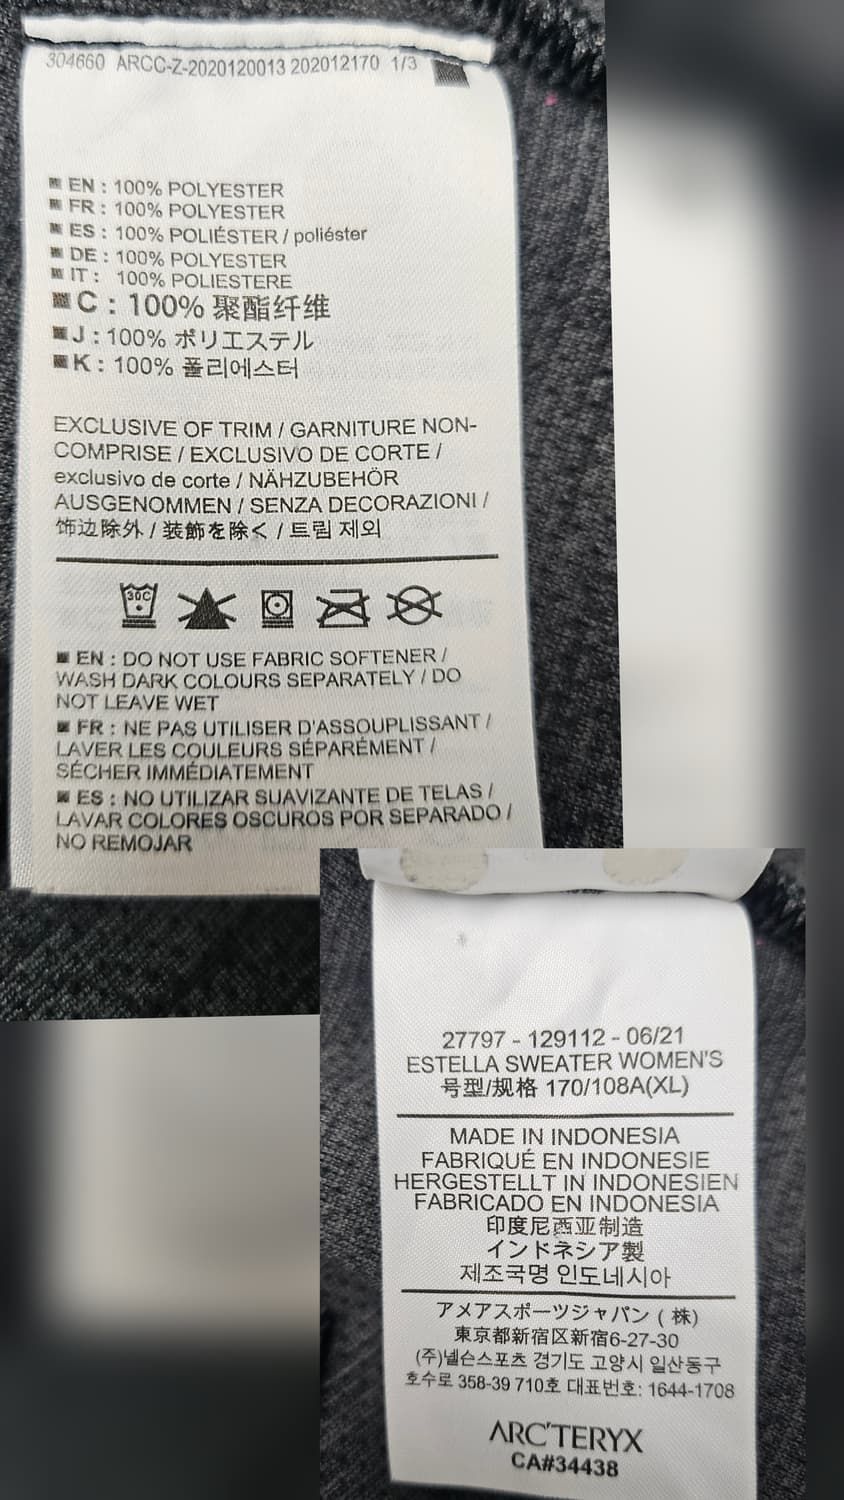 304660 ARCC-Z-2020120013 202012170 1/3
EN : 100% POLYESTER
FR : 100% POLYESTER
ES : 100% POLIÉSTER / poliéster
DE : 100% POLYESTER
IT : 100% POLIESTERE
C : 100% 聚酯纤维
J : 100% ポリエステル
K : 100% 폴리에스터
EXCLUSIVE OF TRIM / GARNITURE NON-
COMPRISE / EXCLUSIVO DE CORTE /
exclusivo de corte / NÄHZUBEHÖR
AUSGENOMMEN / SENZA DECORAZIONI /
饰边除外 / 装飾を除く / 트림 제외
30C
EN : DO NOT USE FABRIC SOFTENER /
WASH DARK COLOURS SEPARATELY / DO
NOT LEAVE WET
FR : NE PAS UTILISER D'ASSOUPLISSANT /
LAVER LES COULEURS SÉPARÉMENT /
SÉCHER IMMÉDIATEMENT
ES : NO UTILIZAR SUAVIZANTE DE TELAS /
LAVAR COLORES OSCUROS POR SEPARADO /
NO REMOJAR
27797 - 129112 - 06/21
ESTELLA SWEATER WOMEN'S
号型/规格 170/108A(XL)
MADE IN INDONESIA
FABRIQUÉ EN INDONESIE
HERGESTELLT IN INDONESIEN
FABRICADO EN INDONESIA
印度尼西亚制造
インドネシア製
제조국명 인도네시아
アメアスポーツジャパン ( 株)
東京都新宿区新宿6-27-30
(주)넬슨스포츠 경기도 고양시 일산동구
호수로 358-39 710호 대표번호: 1644-1708
ARC'TERYX
CA#34438